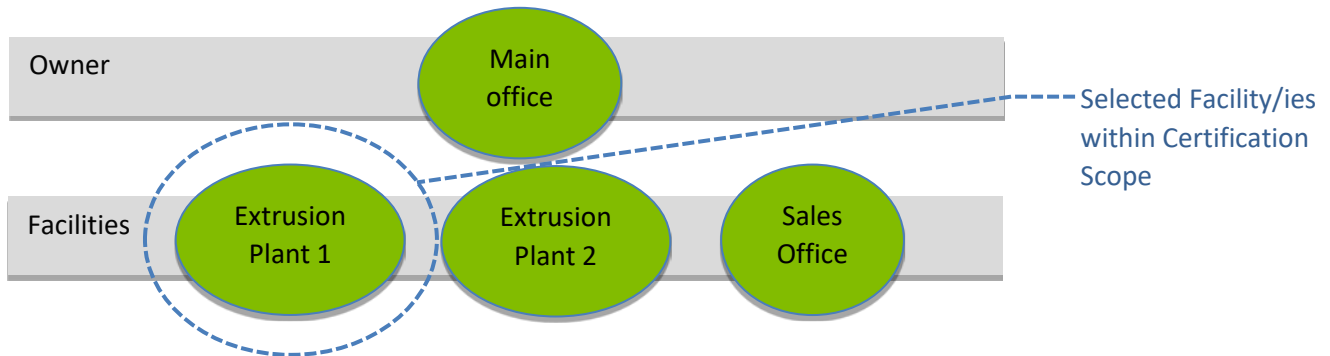 Owner
Main
office
Selected Facility/ies
within Certification
Scope
Facilities
Extrusion
Plant 1
Extrusion
Plant 2
Sales
Office